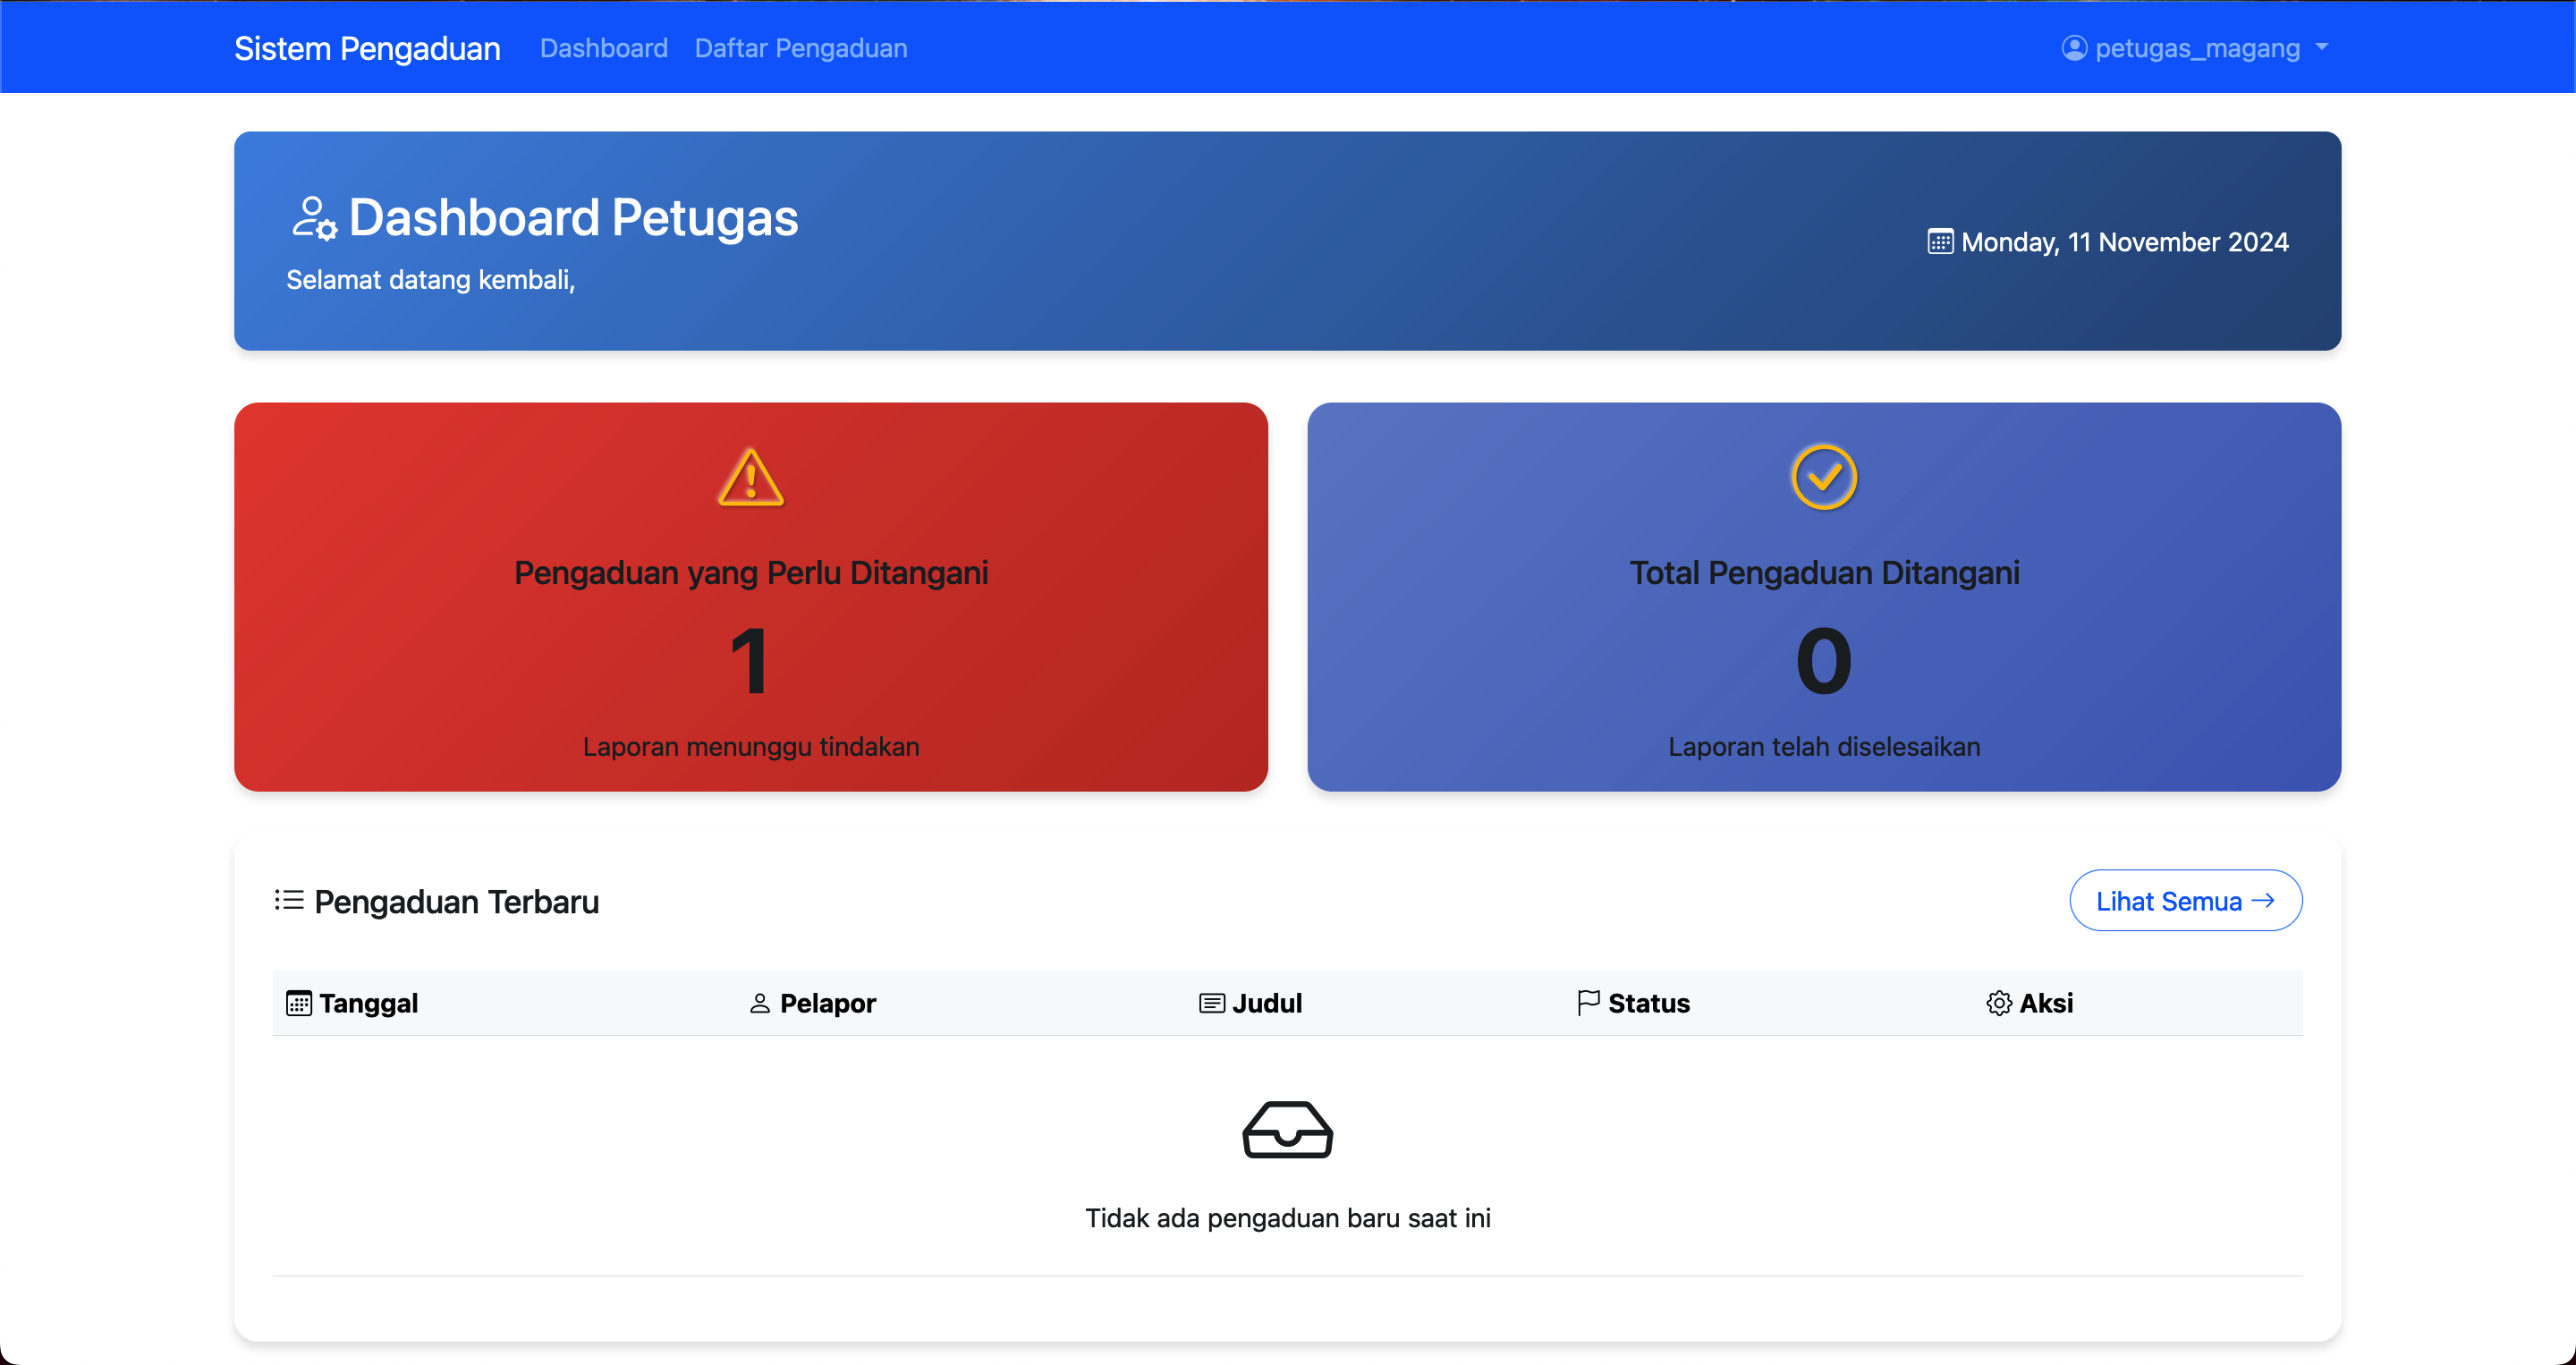 Sistem Pengaduan Dashboard Daftar Pengaduan petugas_magang
Dashboard Petugas
Selamat datang kembali,
Monday, 11 November 2024
Pengaduan yang Perlu Ditangani
1
Laporan menunggu tindakan
Total Pengaduan Ditangani
0
Laporan telah diselesaikan
Pengaduan Terbaru
Lihat Semua →
Tanggal Pelapor Judul Status Aksi
Tidak ada pengaduan baru saat ini